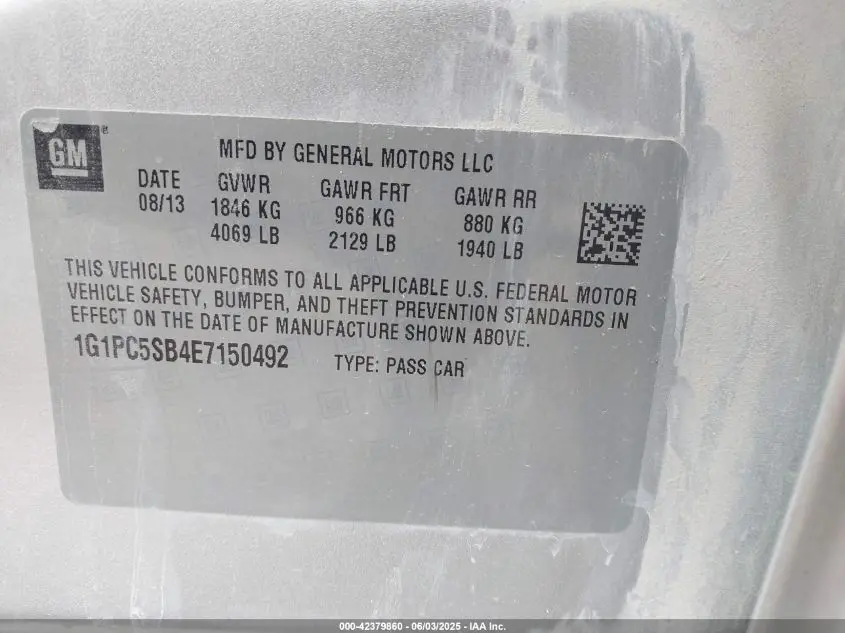 GM ®
MFD BY GENERAL MOTORS LLC
DATE GVWR GAWR FRT GAWR RR
08/13 1846 KG 966 KG 880 KG
4069 LB 2129 LB 1940 LB
THIS VEHICLE CONFORMS TO ALL APPLICABLE U.S. FEDERAL MOTOR
VEHICLE SAFETY, BUMPER, AND THEFT PREVENTION STANDARDS IN
EFFECT ON THE DATE OF MANUFACTURE SHOWN ABOVE.
1G1PC5SB4E7150492 TYPE: PASS CAR
000-42379860 - 06/03/2025 - IAA Inc.